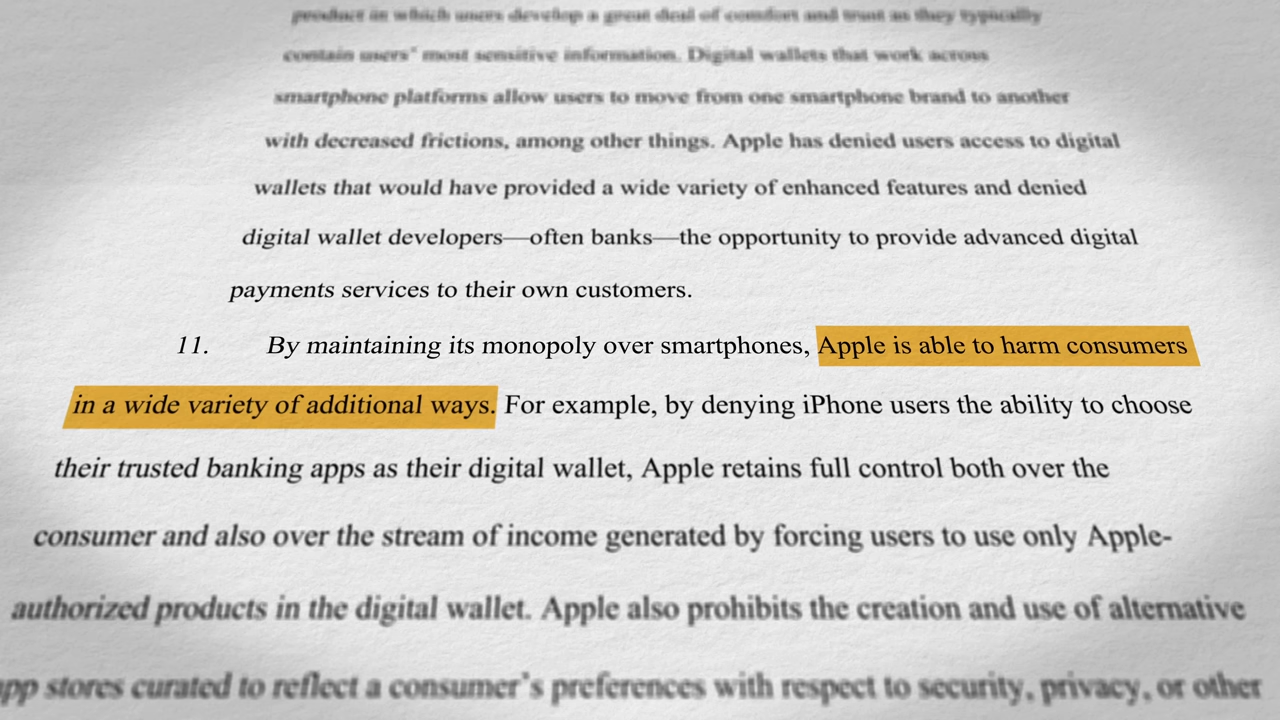 product in which users develop a great deal of comfort and trust as they typically
contain users' most sensitive information. Digital wallets that work across
smartphone platforms allow users to move from one smartphone brand to another
with decreased frictions, among other things. Apple has denied users access to digital
wallets that would have provided a wide variety of enhanced features and denied
digital wallet developers—often banks—the opportunity to provide advanced digital
payments services to their own customers.
11. By maintaining its monopoly over smartphones, Apple is able to harm consumers
in a wide variety of additional ways. For example, by denying iPhone users the ability to choose
their trusted banking apps as their digital wallet, Apple retains full control both over the
consumer and also over the stream of income generated by forcing users to use only Apple-
authorized products in the digital wallet. Apple also prohibits the creation and use of alternative
app stores curated to reflect a consumer's preferences with respect to security, privacy, or other